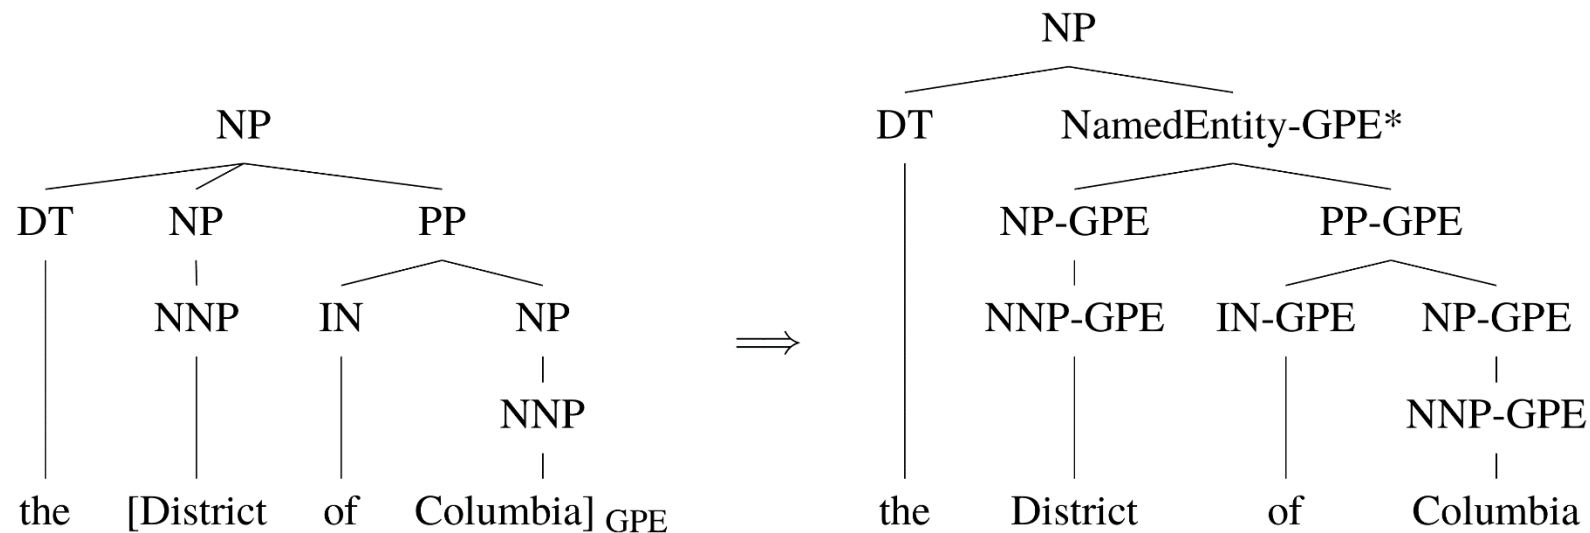 NP
DT NP PP
NNP IN NP
NNP
the [District of Columbia] GPE
⟹
NP
DT NamedEntity-GPE*
NP-GPE PP-GPE
NNP-GPE IN-GPE NP-GPE
NNP-GPE
the District of Columbia